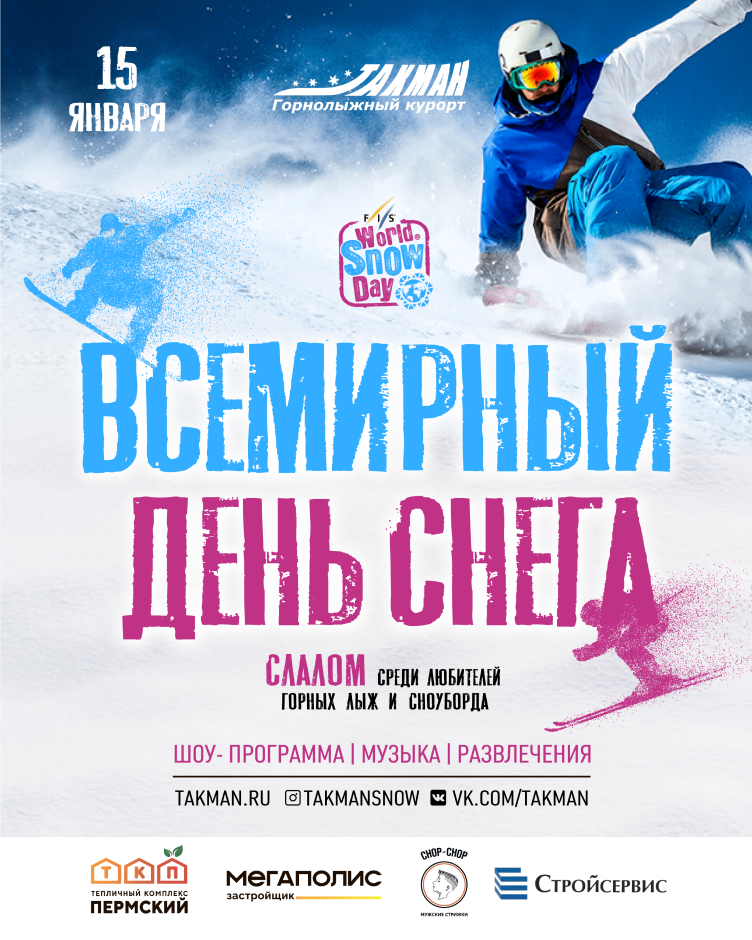 15
ЯНВАРЯ
ТАКМАН
Горнолыжный курорт
FIS
World
Snow
Day
ВСЕМИРНЫЙ
ДЕНЬ СНЕГА
СЛАЛОМ СРЕДИ ЛЮБИТЕЛЕЙ
ГОРНЫХ ЛЫЖ И СНОУБОРДА
ШОУ- ПРОГРАММА | МУЗЫКА | РАЗВЛЕЧЕНИЯ
TAKMAN.RU TAKMANSNOW VK.COM/TAKMAN
ТКП
ТЕПЛИЧНЫЙ КОМПЛЕКС
ПЕРМСКИЙ
МЕГАПОЛИС
застройщик
CHOP-CHOP
МУЖСКИЕ СТРИЖКИ
СТРОЙСЕРВИС